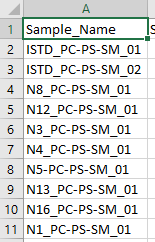 A
1 Sample_Name
2 ISTD_PC-PS-SM_01
3 ISTD_PC-PS-SM_02
4 N8_PC-PS-SM_01
5 N12_PC-PS-SM_01
6 N3_PC-PS-SM_01
7 N4_PC-PS-SM_01
8 N5-PC-PS-SM_01
9 N13_PC-PS-SM_01
10 N16_PC-PS-SM_01
11 N1_PC-PS-SM_01